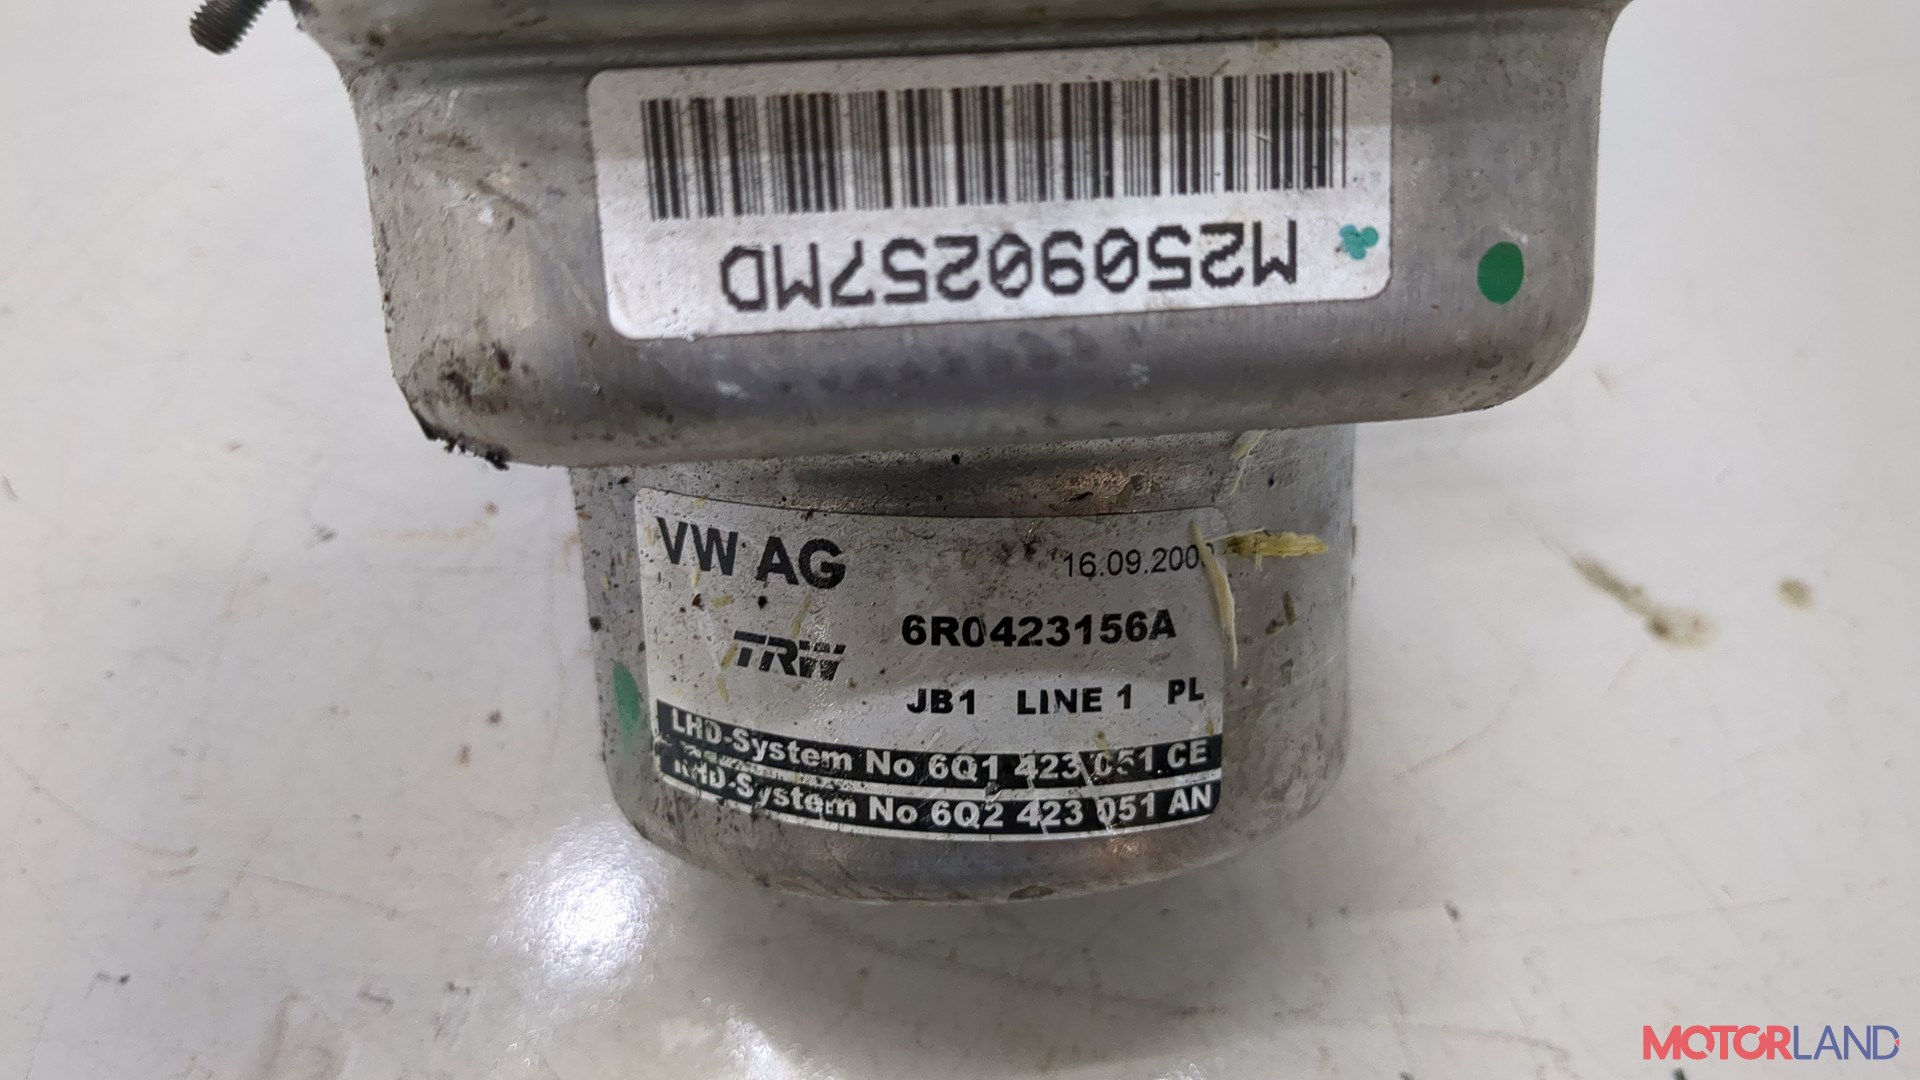 M25090257MD
VW AG
16.09.200
TRW
6R0423156A
JB1 LINE 1 PL
LHD-System No 6Q1 423 051 CE
RHD-System No 6Q2 423 051 AN
MOTORLAND